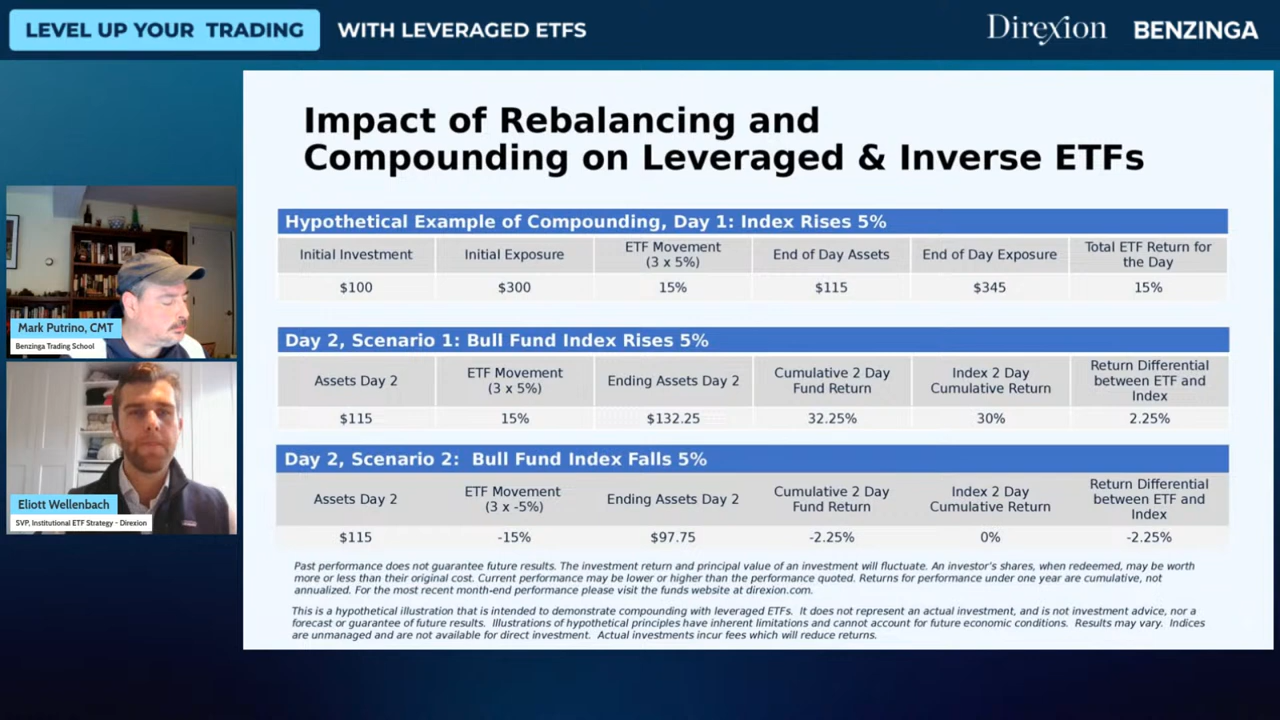 LEVEL UP YOUR TRADING WITH LEVERAGED ETFS
Direxion BENZINGA
Impact of Rebalancing and
Compounding on Leveraged & Inverse ETFs
Hypothetical Example of Compounding, Day 1: Index Rises 5%
Initial Investment
Initial Exposure
ETF Movement
(3 x 5%)
End of Day Assets
End of Day Exposure
Total ETF Return for
the Day
$100 $300 15% $115 $345 15%
Day 2, Scenario 1: Bull Fund Index Rises 5%
Assets Day 2
ETF Movement
(3 x 5%)
Ending Assets Day 2
Cumulative 2 Day
Fund Return
Index 2 Day
Cumulative Return
Return Differential
between ETF and
Index
$115 15% $132.25 32.25% 30% 2.25%
Day 2, Scenario 2: Bull Fund Index Falls 5%
Assets Day 2
ETF Movement
(3 x -5%)
Ending Assets Day 2
Cumulative 2 Day
Fund Return
Index 2 Day
Cumulative Return
Return Differential
between ETF and
Index
$115 -15% $97.75 -2.25% 0% -2.25%
Past performance does not guarantee future results. The investment return and principal value of an investment will fluctuate. An investor's shares, when redeemed, may be worth
more or less than their original cost. Current performance may be lower or higher than the performance quoted. Returns for performance under one year are cumulative, not
annualized. For the most recent month-end performance please visit the funds website at direxion.com.
This is a hypothetical illustration that is intended to demonstrate compounding with leveraged ETFs. It does not represent an actual investment, and is not investment advice, nor a
forecast or guarantee of future results. Illustrations of hypothetical principles have inherent limitations and cannot account for future economic conditions. Results may vary. Indices
are unmanaged and are not available for direct investment. Actual investments incur fees which will reduce returns.
Mark Putrino, CMT
Benzinga Trading School
Eliott Wellenbach
SVP, Institutional ETF Strategy - Direxion